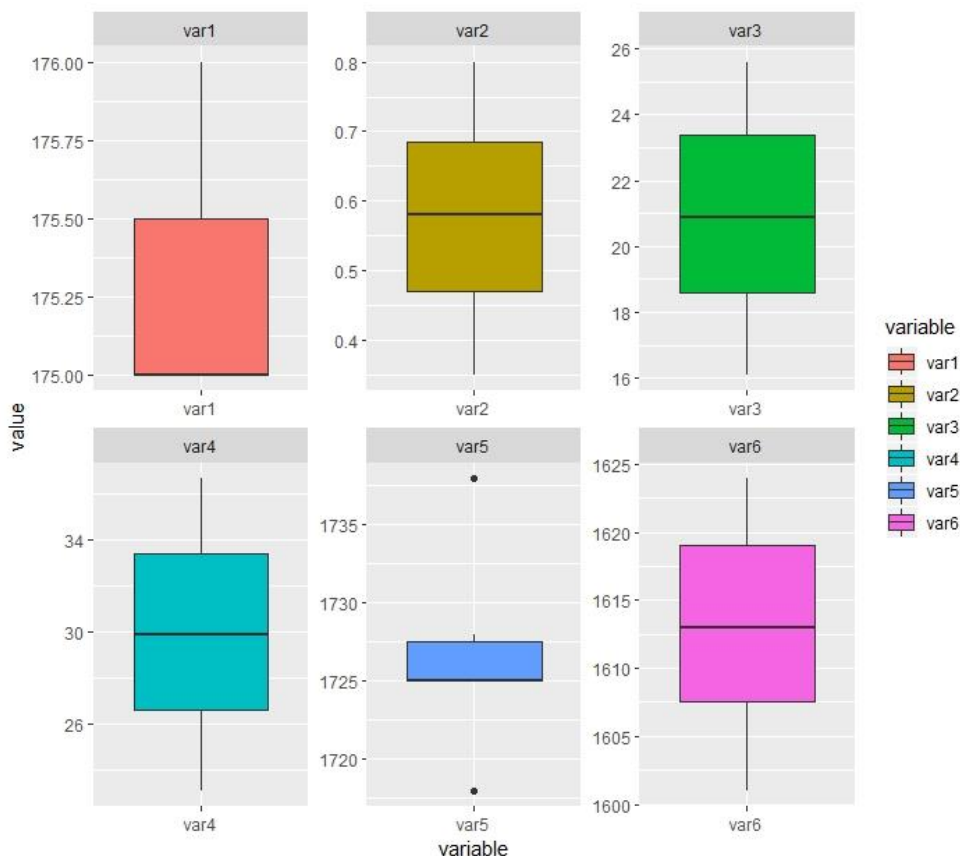 var1
176.00
175.75
175.50
175.25
175.00
var1
var2
0.8
0.7
0.6
0.5
0.4
var2
var3
26
24
22
20
18
16
var3
var4
34
30
26
var4
var5
1735
1730
1725
1720
var5
var6
1625
1620
1615
1610
1605
1600
var6
value
variable
variable
var1
var2
var3
var4
var5
var6